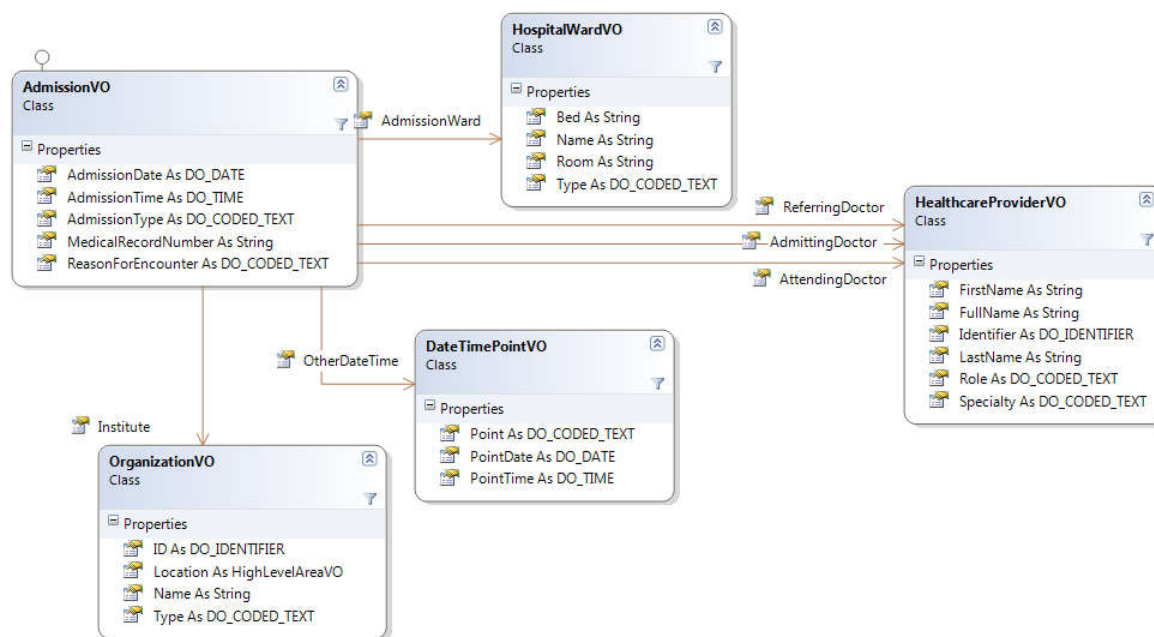 HospitalWardVO
Class
Properties
Bed As String
Name As String
Room As String
Type As DO_CODED_TEXT
AdmissionVO
Class
Properties
AdmissionDate As DO_DATE
AdmissionTime As DO_TIME
AdmissionType As DO_CODED_TEXT
MedicalRecordNumber As String
ReasonForEncounter As DO_CODED_TEXT
AdmissionWard
ReferringDoctor
AdmittingDoctor
AttendingDoctor
HealthcareProviderVO
Class
Properties
FirstName As String
FullName As String
Identifier As DO_IDENTIFIER
LastName As String
Role As DO_CODED_TEXT
Specialty As DO_CODED_TEXT
OtherDateTime
DateTimePointVO
Class
Properties
Point As DO_CODED_TEXT
PointDate As DO_DATE
PointTime As DO_TIME
Institute
OrganizationVO
Class
Properties
ID As DO_IDENTIFIER
Location As HighLevelAreaVO
Name As String
Type As DO_CODED_TEXT